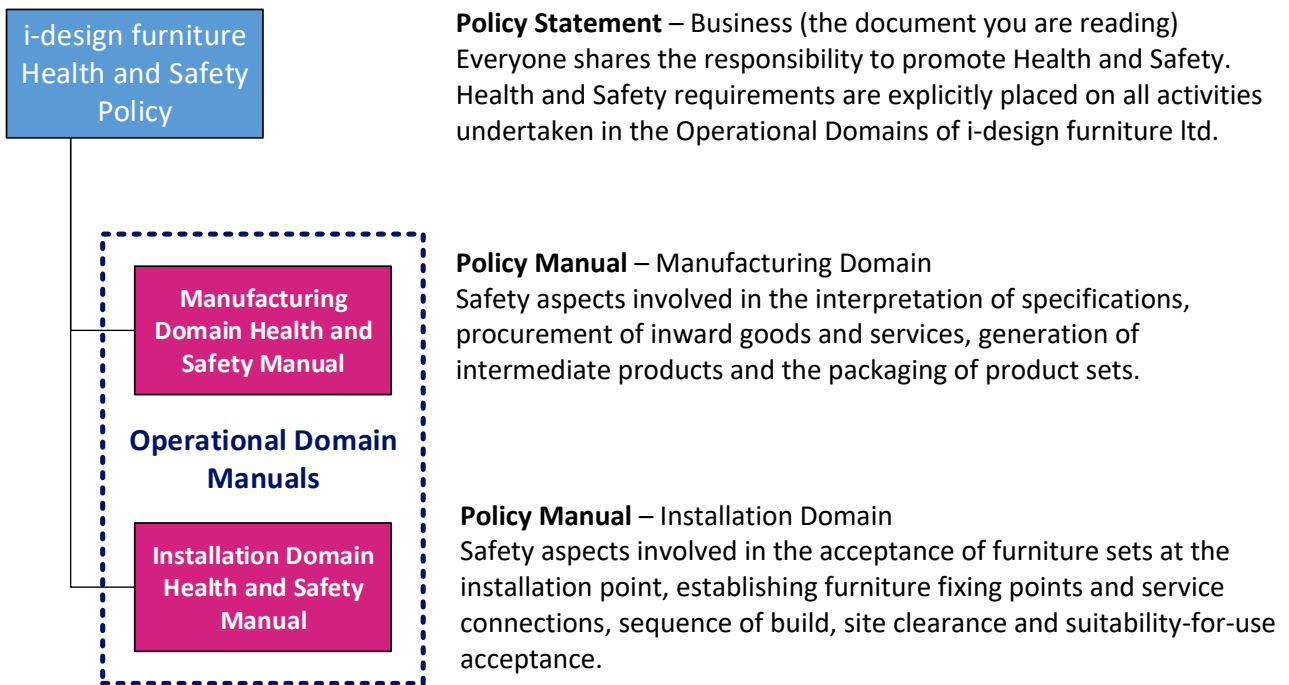 i-design furniture
Health and Safety
Policy
Policy Statement – Business (the document you are reading)
Everyone shares the responsibility to promote Health and Safety.
Health and Safety requirements are explicitly placed on all activities
undertaken in the Operational Domains of i-design furniture ltd.
Manufacturing
Domain Health and
Safety Manual
Policy Manual – Manufacturing Domain
Safety aspects involved in the interpretation of specifications,
procurement of inward goods and services, generation of
intermediate products and the packaging of product sets.
Operational Domain
Manuals
Installation Domain
Health and Safety
Manual
Policy Manual – Installation Domain
Safety aspects involved in the acceptance of furniture sets at the
installation point, establishing furniture fixing points and service
connections, sequence of build, site clearance and suitability-for-use
acceptance.